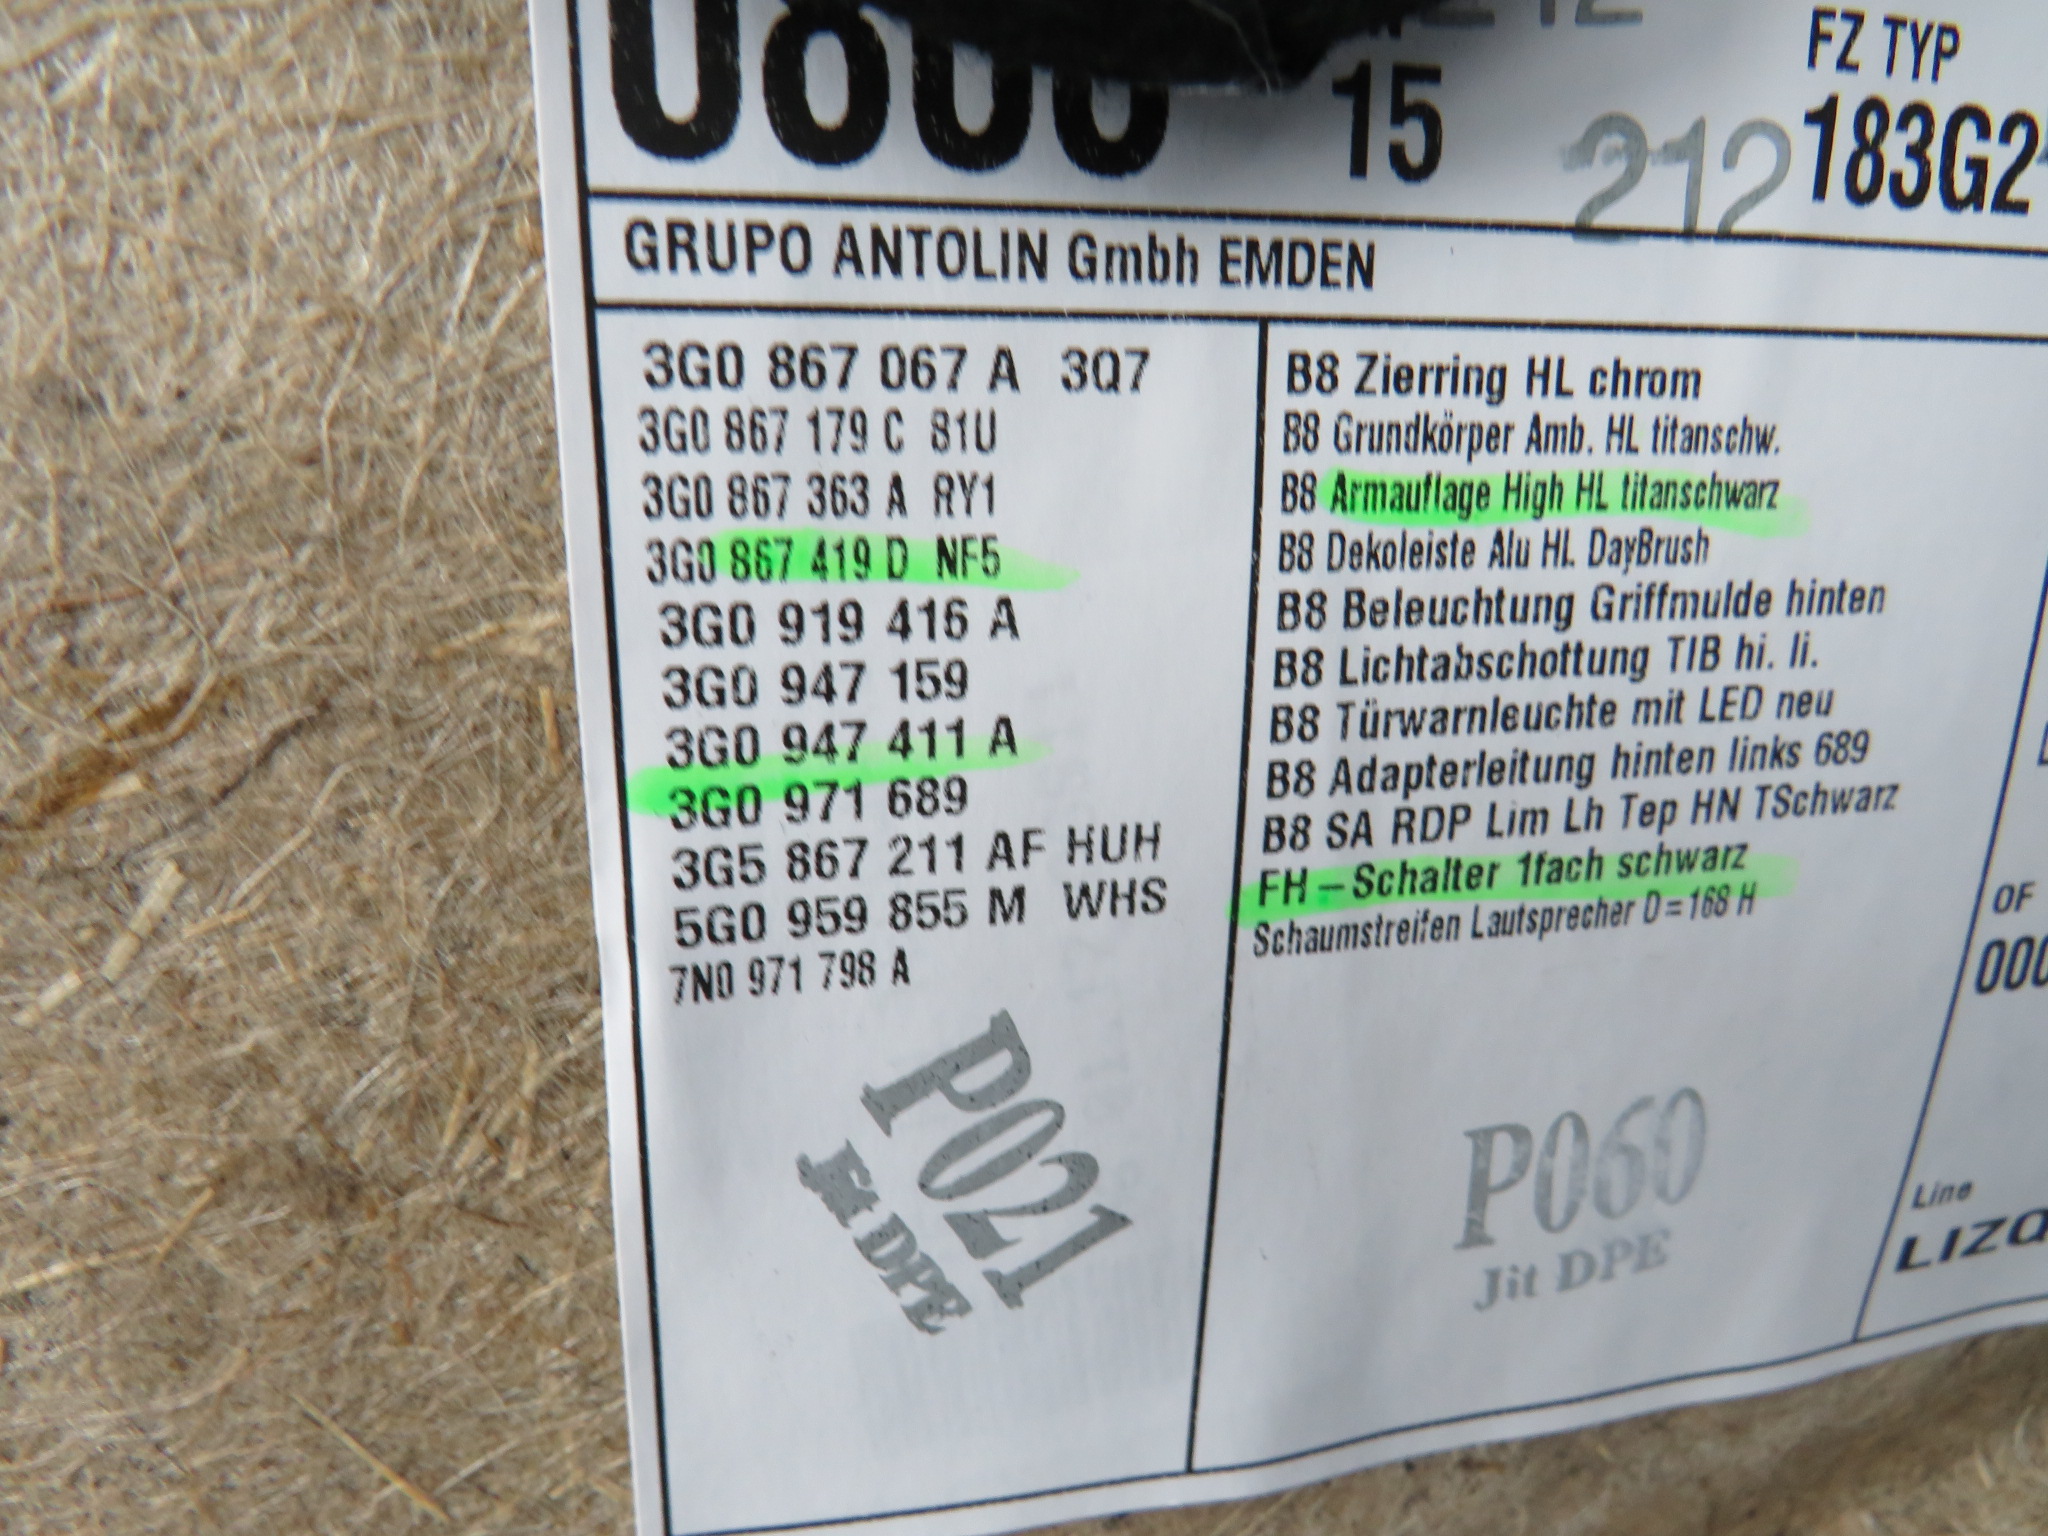 15
212
FZ TYP
183G2
GRUPO ANTOLIN Gmbh EMDEN
3G0 867 067 A 3Q7
3G0 867 179 C 81U
3G0 867 363 A RY1
3G0 867 419 D NF5
3G0 919 416 A
3G0 947 159
3G0 947 411 A
3G0 971 689
3G5 867 211 AF HUH
5G0 959 855 M WHS
7N0 971 798 A
B8 Zierring HL chrom
B8 Grundkörper Amb. HL titanschw.
B8 Armauflage High HL titanschwarz
B8 Dekoleiste Alu HL DayBrush
B8 Beleuchtung Griffmulde hinten
B8 Lichtabschottung TIB hi. li.
B8 Türwarnleuchte mit LED neu
B8 Adapterleitung hinten links 689
B8 SA RDP Lim Lh Tep HN TSchwarz
FH-Schalter 1fach schwarz
Schaumstreifen Lautsprecher D=168 H
OF
000
P021
Jit DPE
P060
Jit DPE
Line